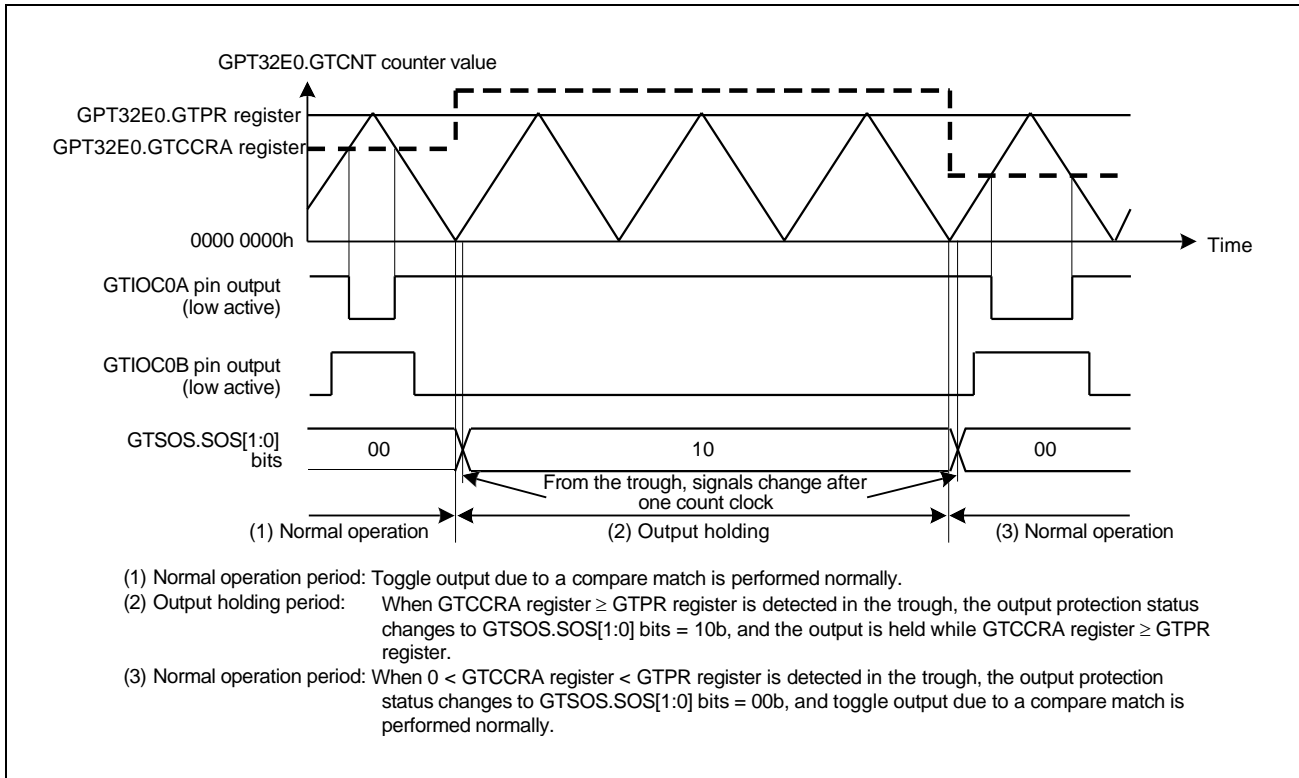 GPT32E0.GTCNT counter value
GPT32E0.GTPR register
GPT32E0.GTCCRA register
0000 0000h
Time
GTIOC0A pin output
(low active)
GTIOC0B pin output
(low active)
GTSOS.SOS[1:0]
bits
00
10
00
From the trough, signals change after
one count clock
(1) Normal operation
(2) Output holding
(3) Normal operation
(1) Normal operation period: Toggle output due to a compare match is performed normally.
(2) Output holding period: When GTCCRA register ≥ GTPR register is detected in the trough, the output protection status
changes to GTSOS.SOS[1:0] bits = 10b, and the output is held while GTCCRA register ≥ GTPR
register.
(3) Normal operation period: When 0 < GTCCRA register < GTPR register is detected in the trough, the output protection
status changes to GTSOS.SOS[1:0] bits = 00b, and toggle output due to a compare match is
performed normally.